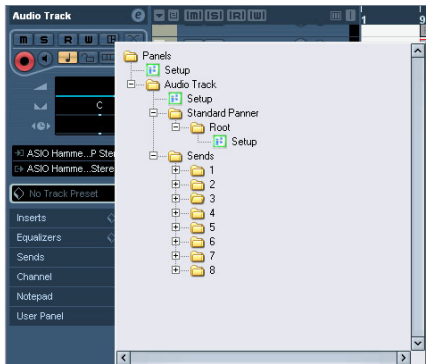 Audio Track e
m S R W
[m] [S] [R] [W]
1 9
C
ASIO Hamme...P Ste
ASIO Hamme...Stere
No Track Preset
Inserts
Equalizers
Sends
Channel
Notepad
User Panel
Panels
Setup
Audio Track
Setup
Standard Panner
Root
Setup
Sends
1
2
3
4
5
6
7
8